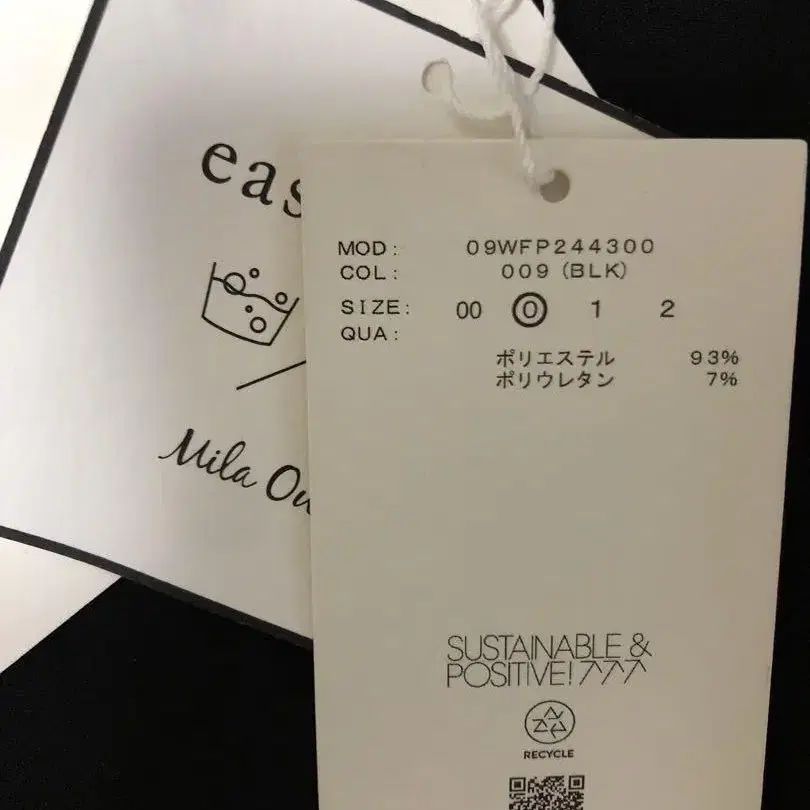 eas
Mila Ow
MOD: 09WFP244300
COL: 009 (BLK)
SIZE: 00 0 1 2
QUA:
ポリエステル 93%
ポリウレタン 7%
SUSTAINABLE &
POSITIVE!
RECYCLE